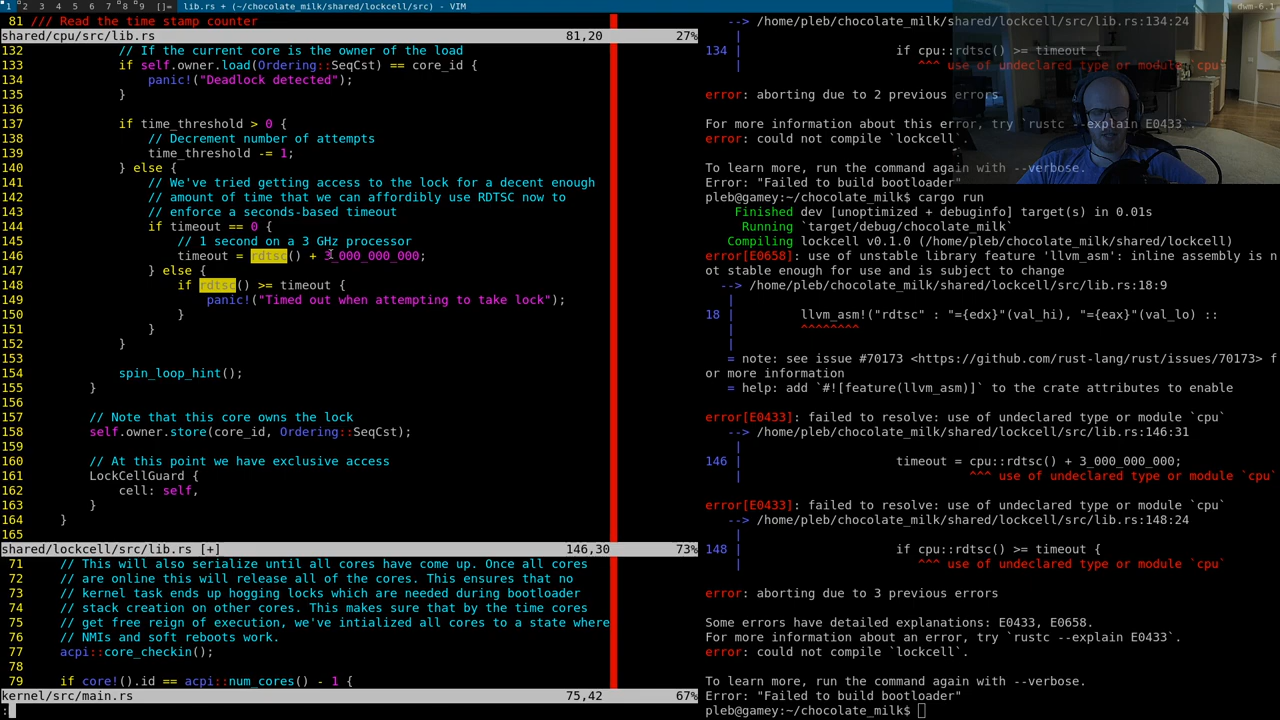 1 2 3 4 5 6 7 8 9 []= lib.rs + (~/chocolate_milk/shared/lockcell/src) - VIM
dwm-6.1
81 /// Read the time stamp counter
shared/cpu/src/lib.rs 81,20 27%
132 // If the current core is the owner of the load
133 if self.owner.load(Ordering::SeqCst) == core_id {
134 panic!("Deadlock detected");
135 }
136
137 if time_threshold > 0 {
138 // Decrement number of attempts
139 time_threshold -= 1;
140 } else {
141 // We've tried getting access to the lock for a decent enough
142 // amount of time that we can affordibly use RDTSC now to
143 // enforce a seconds-based timeout
144 if timeout == 0 {
145 // 1 second on a 3 GHz processor
146 timeout = rdtsc() + 3_000_000_000;
147 } else {
148 if rdtsc() >= timeout {
149 panic!("Timed out when attempting to take lock");
150 }
151 }
152 }
153
154 spin_loop_hint();
155 }
156
157 // Note that this core owns the lock
158 self.owner.store(core_id, Ordering::SeqCst);
159
160 // At this point we have exclusive access
161 LockCellGuard {
162 cell: self,
163 }
164 }
165
shared/lockcell/src/lib.rs [+] 146,30 73%
71 // This will also serialize until all cores have come up. Once all cores
72 // are online this will release all of the cores. This ensures that no
73 // kernel task ends up hogging locks which are needed during bootloader
74 // stack creation on other cores. This makes sure that by the time cores
75 // get free reign of execution, we've intialized all cores to a state where
76 // NMIs and soft reboots work.
77 acpi::core_checkin();
78
79 if core!().id == acpi::num_cores() - 1 {
kernel/src/main.rs 75,42 67%
:
--> /home/pleb/chocolate_milk/shared/lockcell/src/lib.rs:134:24
|
134 | if cpu::rdtsc() >= timeout {
| ^^^ use of undeclared type or module `cpu`
error: aborting due to 2 previous errors
For more information about this error, try `rustc --explain E0433`.
error: could not compile `lockcell`.
To learn more, run the command again with --verbose.
Error: "Failed to build bootloader"
pleb@gamey:~/chocolate_milk$ cargo run
Finished dev [unoptimized + debuginfo] target(s) in 0.01s
Running `target/debug/chocolate_milk`
Compiling lockcell v0.1.0 (/home/pleb/chocolate_milk/shared/lockcell)
error[E0658]: use of unstable library feature 'llvm_asm': inline assembly is n
ot stable enough for use and is subject to change
--> /home/pleb/chocolate_milk/shared/lockcell/src/lib.rs:18:9
|
18 | llvm_asm!("rdtsc" : "={edx}"(val_hi), "={eax}"(val_lo) ::
| ^^^^^^^^
|
= note: see issue #70173 <https://github.com/rust-lang/rust/issues/70173> f
or more information
= help: add `#![feature(llvm_asm)]` to the crate attributes to enable
error[E0433]: failed to resolve: use of undeclared type or module `cpu`
--> /home/pleb/chocolate_milk/shared/lockcell/src/lib.rs:146:31
|
146 | timeout = cpu::rdtsc() + 3_000_000_000;
| ^^^ use of undeclared type or module `cpu`
error[E0433]: failed to resolve: use of undeclared type or module `cpu`
--> /home/pleb/chocolate_milk/shared/lockcell/src/lib.rs:148:24
|
148 | if cpu::rdtsc() >= timeout {
| ^^^ use of undeclared type or module `cpu`
error: aborting due to 3 previous errors
Some errors have detailed explanations: E0433, E0658.
For more information about an error, try `rustc --explain E0433`.
error: could not compile `lockcell`.
To learn more, run the command again with --verbose.
Error: "Failed to build bootloader"
pleb@gamey:~/chocolate_milk$